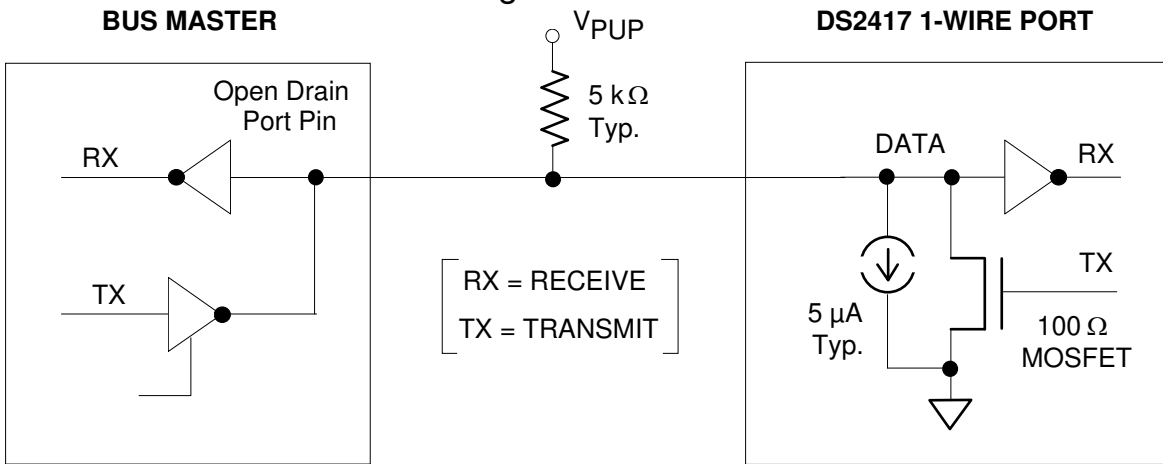 BUS MASTER
VPUP
DS2417 1-WIRE PORT
Open Drain
Port Pin
5 kΩ
Typ.
RX
DATA
RX
TX
RX = RECEIVE
TX = TRANSMIT
TX
5 µA
Typ.
100 Ω
MOSFET